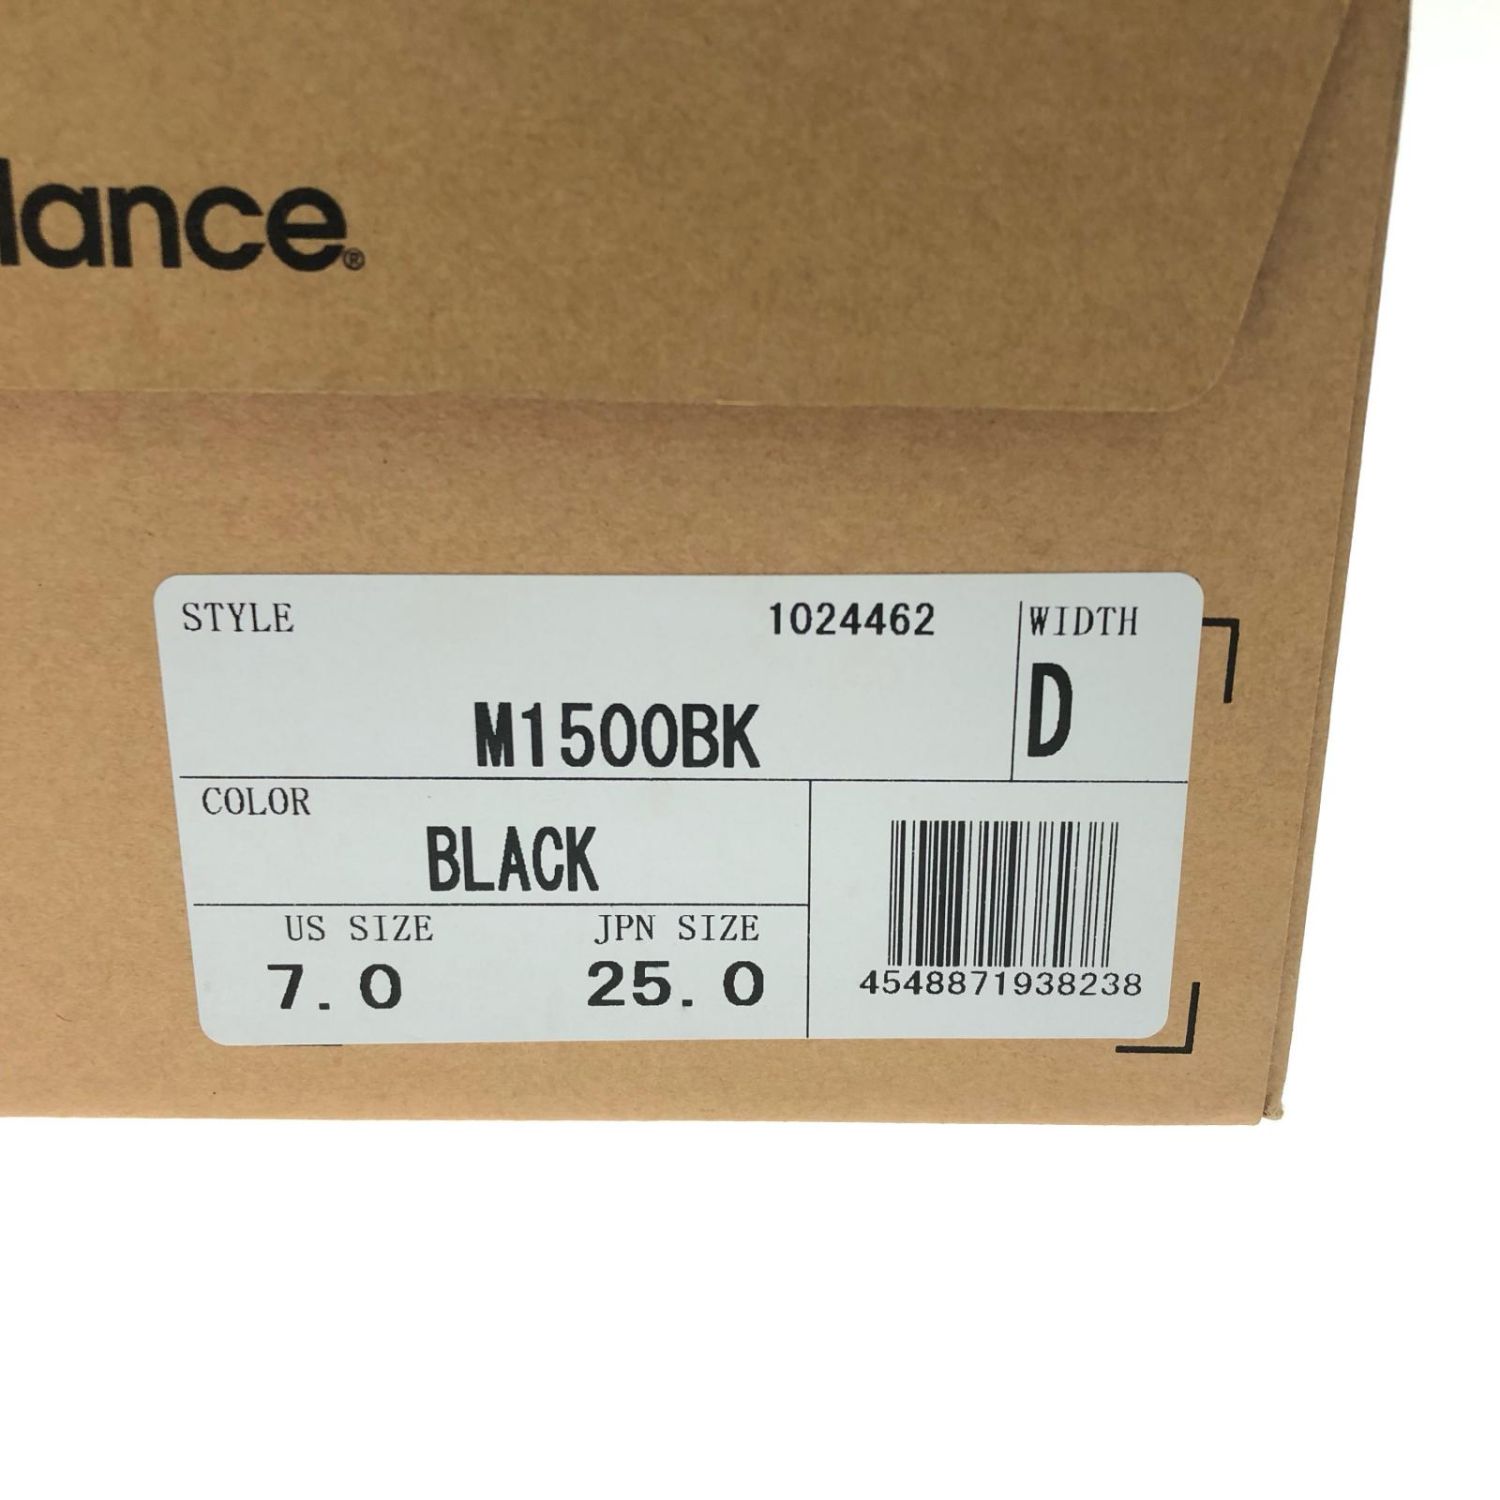 lance®
STYLE 1024462 WIDTH
M1500BK D
COLOR
BLACK
US SIZE JPN SIZE
7.0 25.0
4548871938238